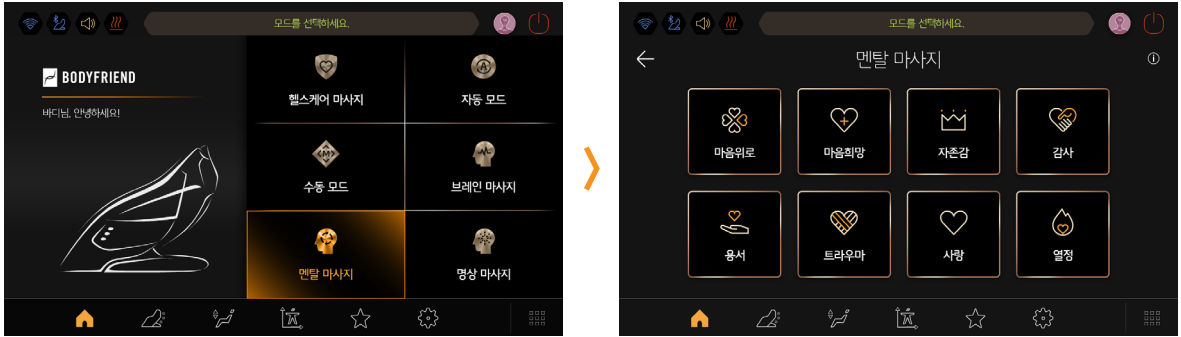 모드를 선택하세요.
BODYFRIEND
바디님, 안녕하세요!
헬스케어 마사지
자동 모드
수동 모드
브레인 마사지
멘탈 마사지
명상 마사지
모드를 선택하세요.
멘탈 마사지
마음위로
마음희망
자존감
감사
용서
트라우마
사랑
열정